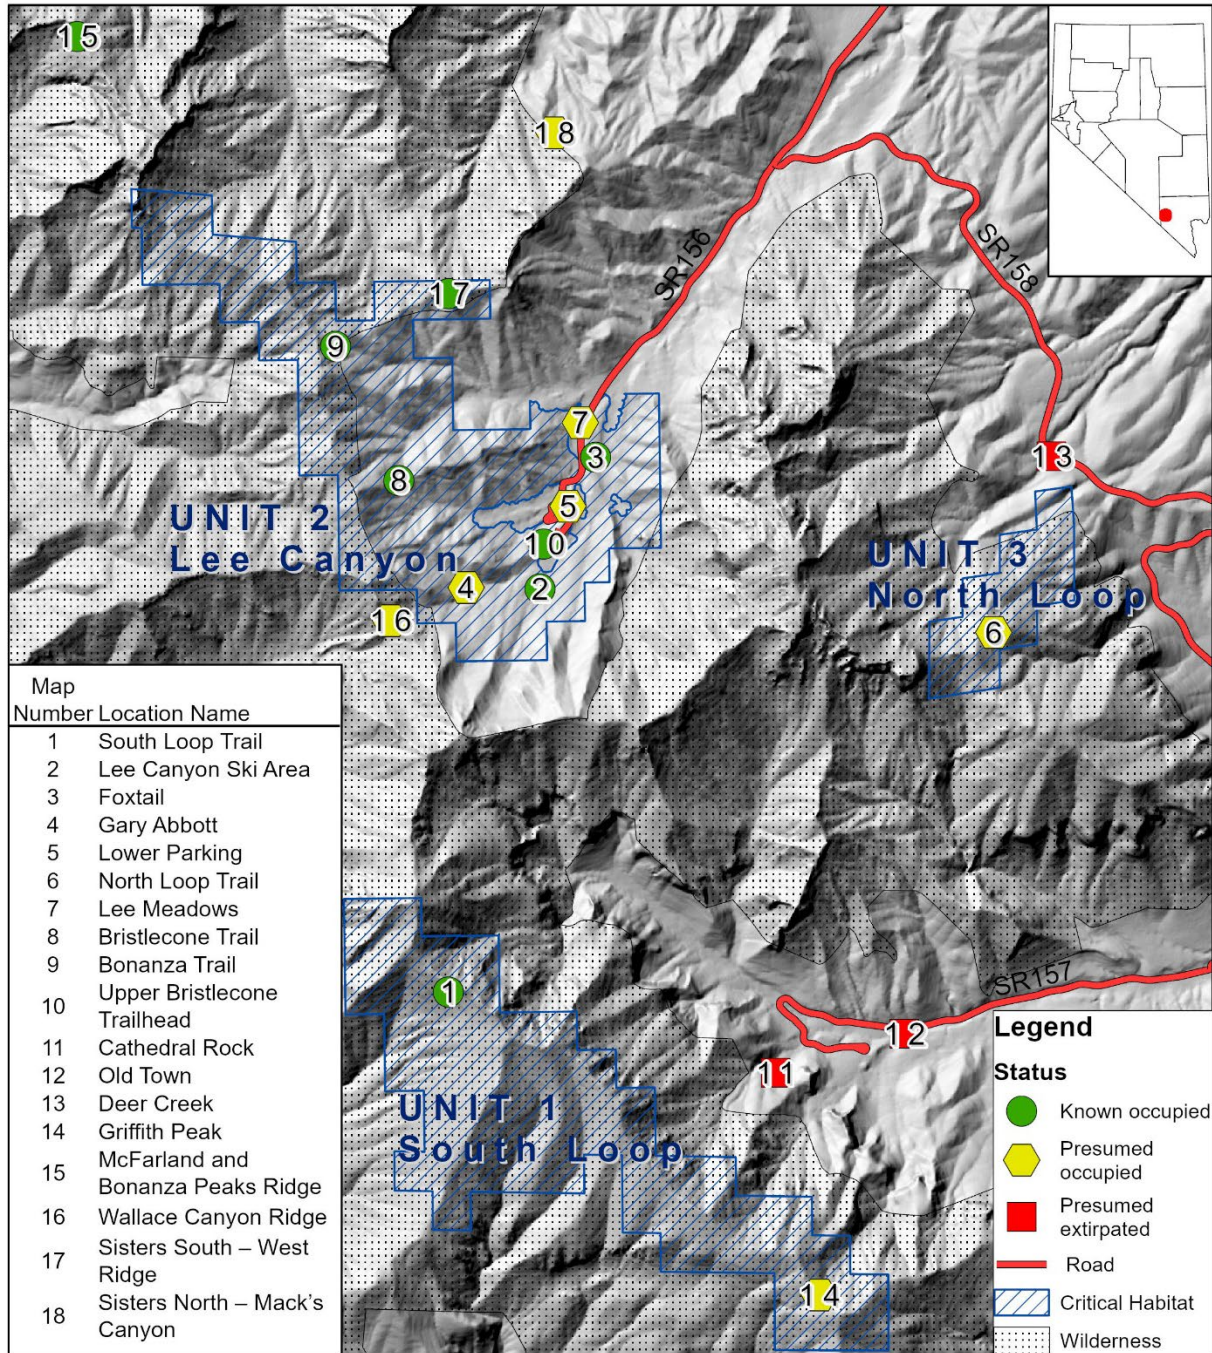 15
18
SR156
SR158
17
9
7
3
13
8
5
UNIT 2
Lee Canyon
10
UNIT 3
North Loop
4
2
16
6
Map
Number Location Name
1 South Loop Trail
2 Lee Canyon Ski Area
3 Foxtail
4 Gary Abbott
5 Lower Parking
6 North Loop Trail
7 Lee Meadows
8 Bristlecone Trail
9 Bonanza Trail
10 Upper Bristlecone
Trailhead
11 Cathedral Rock
12 Old Town
13 Deer Creek
14 Griffith Peak
15 McFarland and
Bonanza Peaks Ridge
16 Wallace Canyon Ridge
17 Sisters South – West
Ridge
18 Sisters North – Mack's
Canyon
1
SR157
12
11
UNIT 1
South Loop
14
Legend
Status
Known occupied
Presumed
occupied
Presumed
extirpated
Road
Critical Habitat
Wilderness